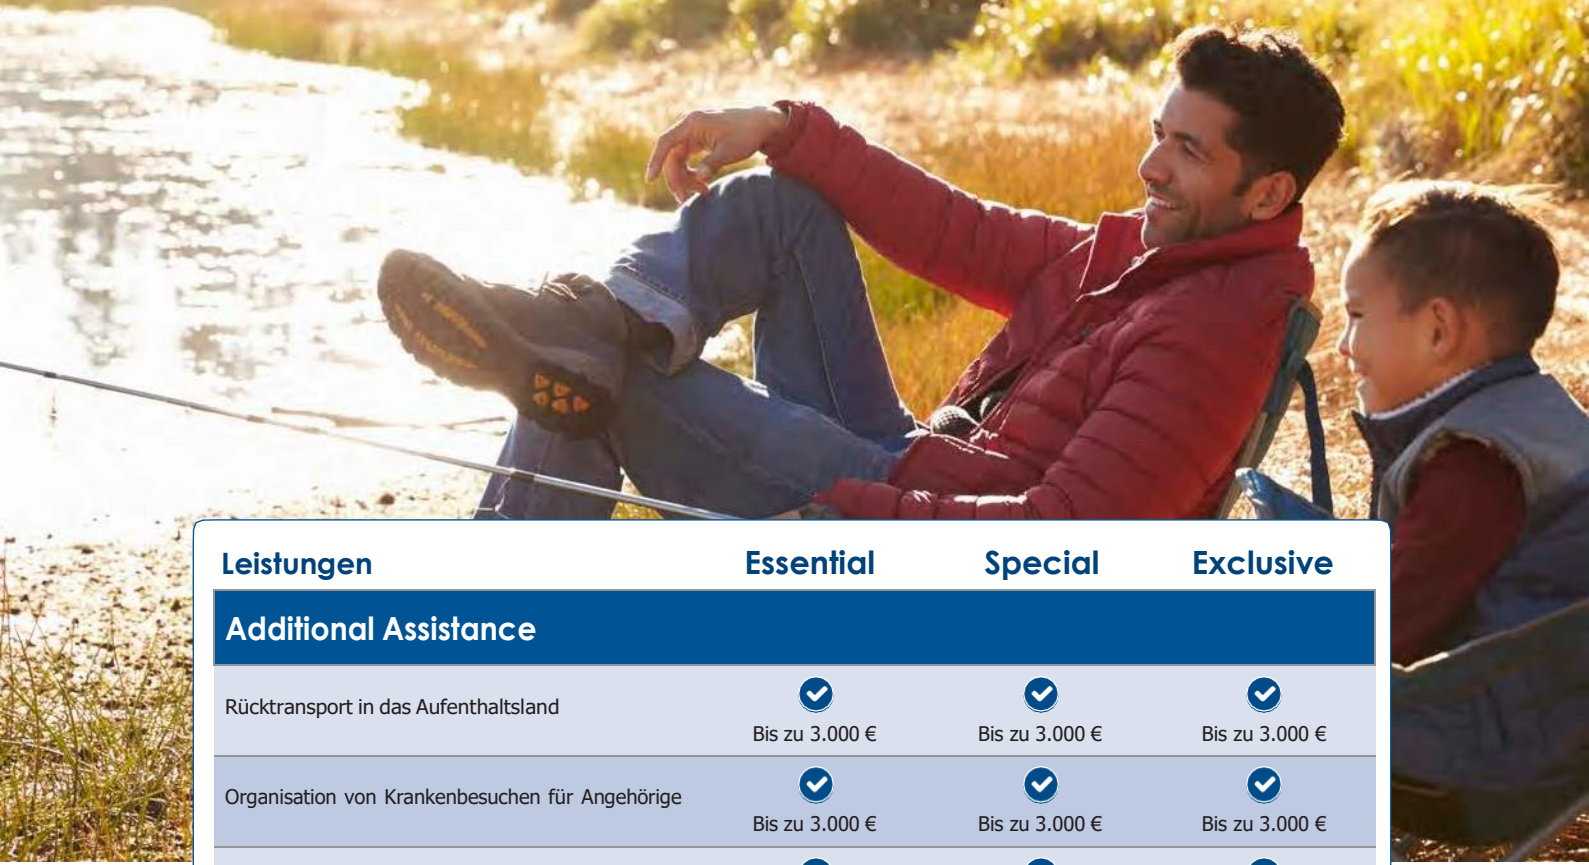 Leistungen Essential Special Exclusive
Additional Assistance
Rücktransport in das Aufenthaltsland
Bis zu 3.000 € Bis zu 3.000 € Bis zu 3.000 €
Organisation von Krankenbesuchen für Angehörige
Bis zu 3.000 € Bis zu 3.000 € Bis zu 3.000 €